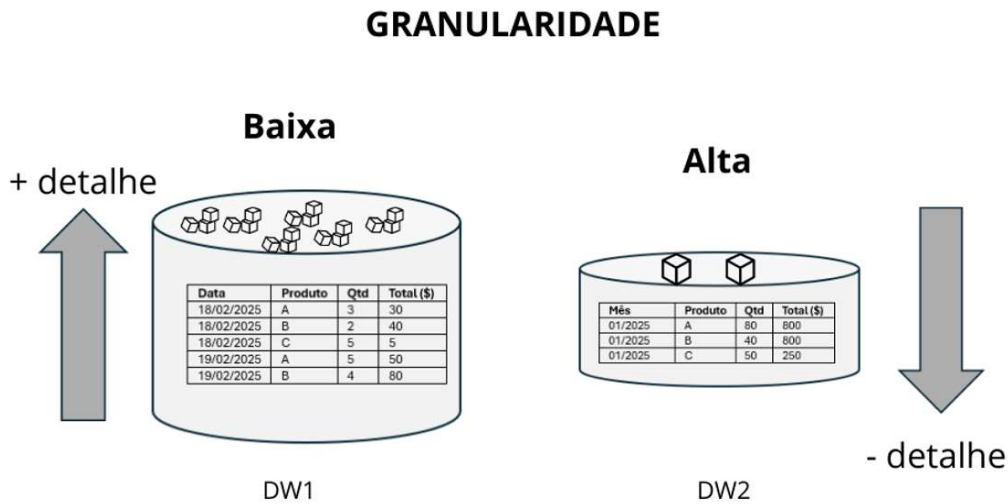 GRANULARIDADE
Baixa
Alta
+ detalhe
Data Produto Qtd Total ($)
18/02/2025 A 3 30
18/02/2025 B 2 40
18/02/2025 C 5 5
19/02/2025 A 5 50
19/02/2025 B 4 80
Mês Produto Qtd Total ($)
01/2025 A 80 800
01/2025 B 40 800
01/2025 C 50 250
- detalhe
DW1
DW2